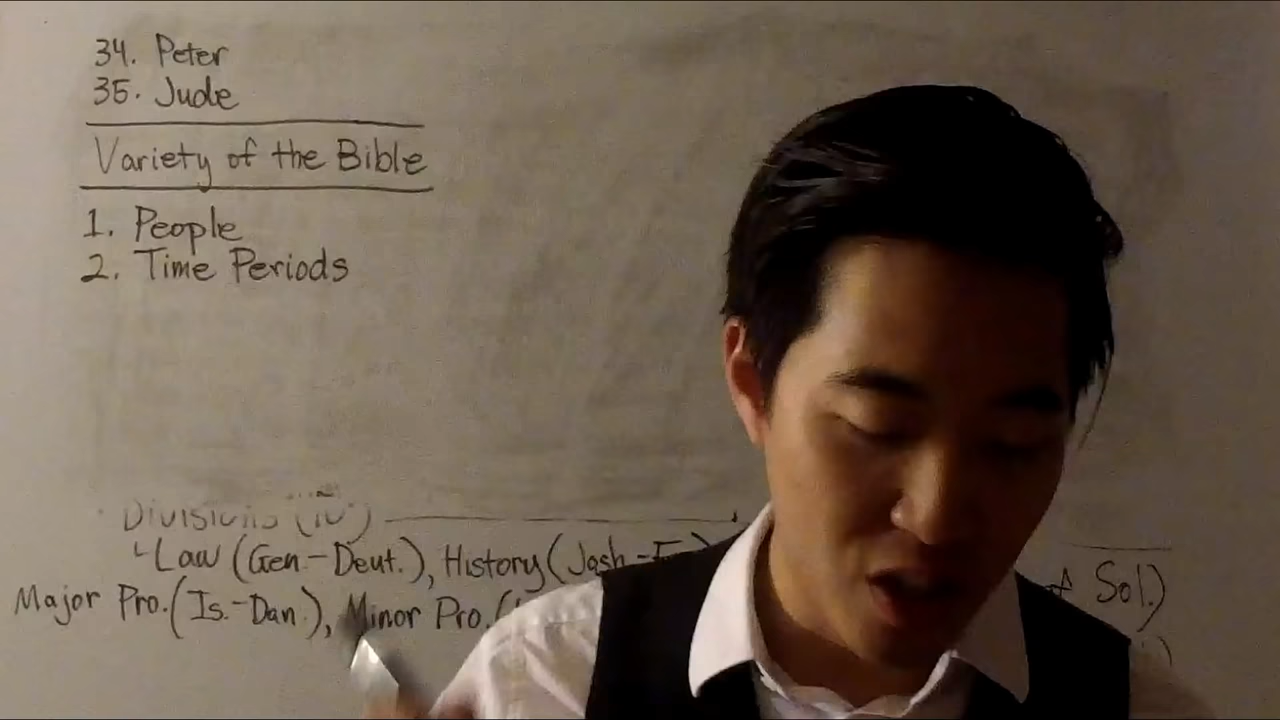 34. Peter
35. Jude
Variety of the Bible
1. People
2. Time Periods
Divisions
Law (Gen-Deut.), History (Josh-
Sol.)
Major Pro. (Is.-Dan.), Minor Pro. (